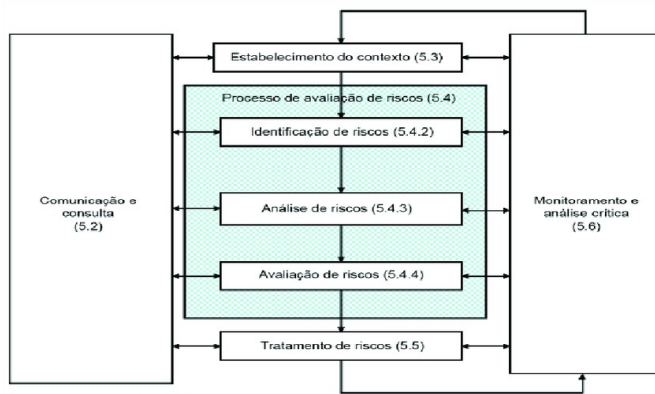 Estabelecimento do contexto (5.3)
Processo de avaliação de riscos (5.4)
Identificação de riscos (5.4.2)
Comunicação e
consulta
(5.2)
Análise de riscos (5.4.3)
Monitoramento e
análise crítica
(5.6)
Avaliação de riscos (5.4.4)
Tratamento de riscos (5.5)